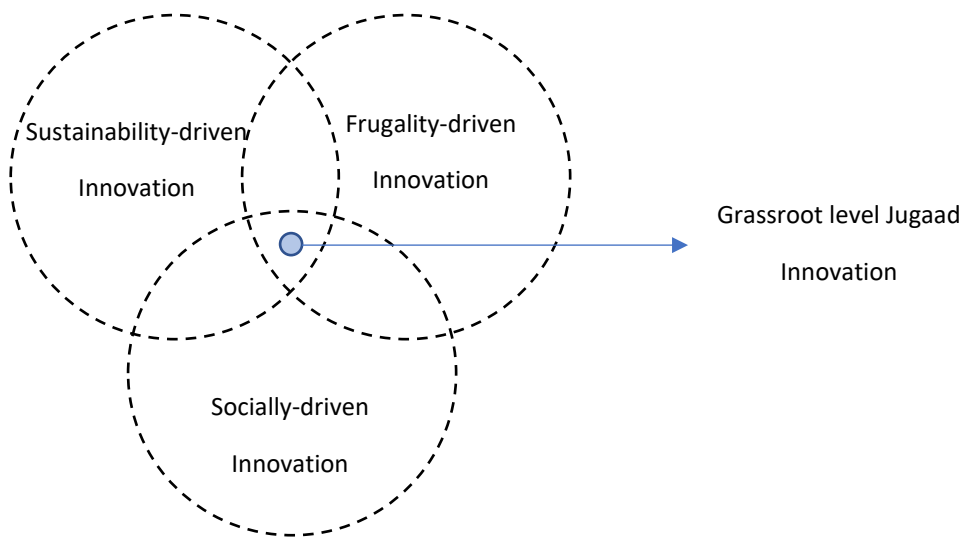 Sustainability-driven
Innovation
Frugality-driven
Innovation
Grassroot level Jugaad
Innovation
Socially-driven
Innovation